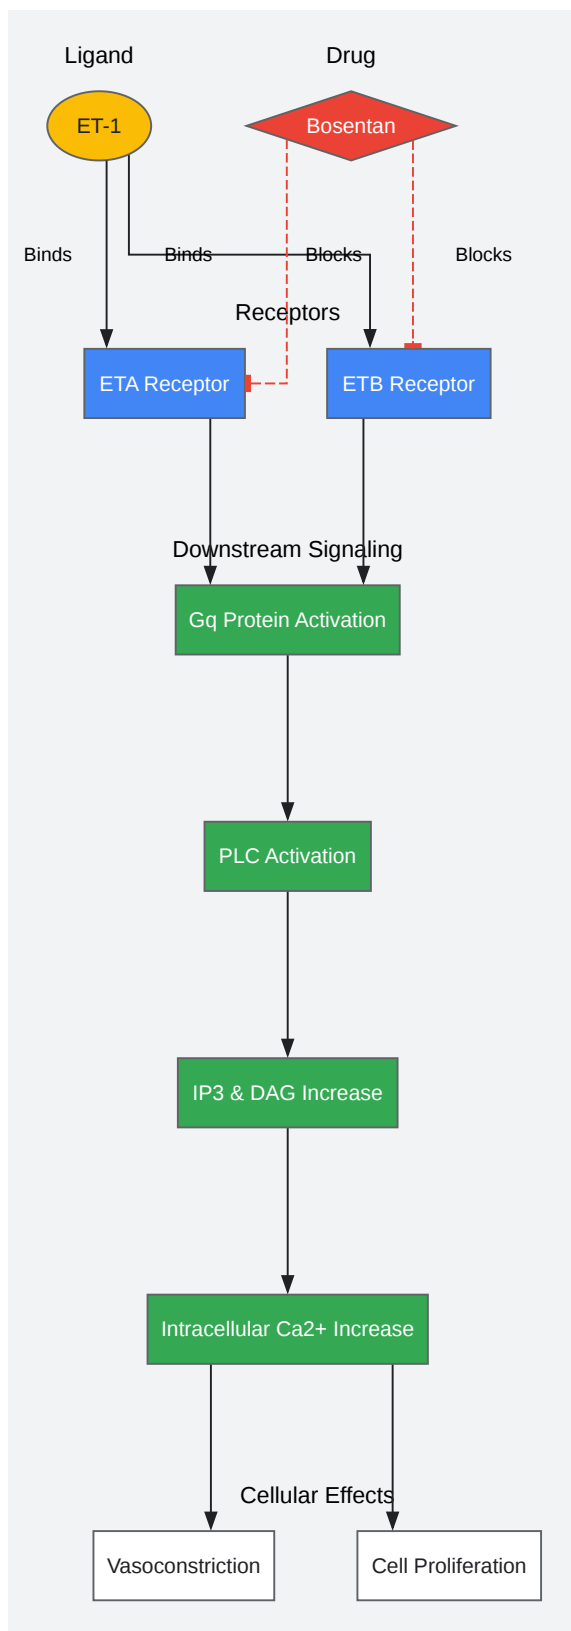 Ligand
Drug
ET-1
Bosentan
Binds
Binds
Blocks
Blocks
Receptors
ETA Receptor
ETB Receptor
Downstream Signaling
Gq Protein Activation
PLC Activation
IP3 & DAG Increase
Intracellular Ca2+ Increase
Cellular Effects
Vasoconstriction
Cell Proliferation